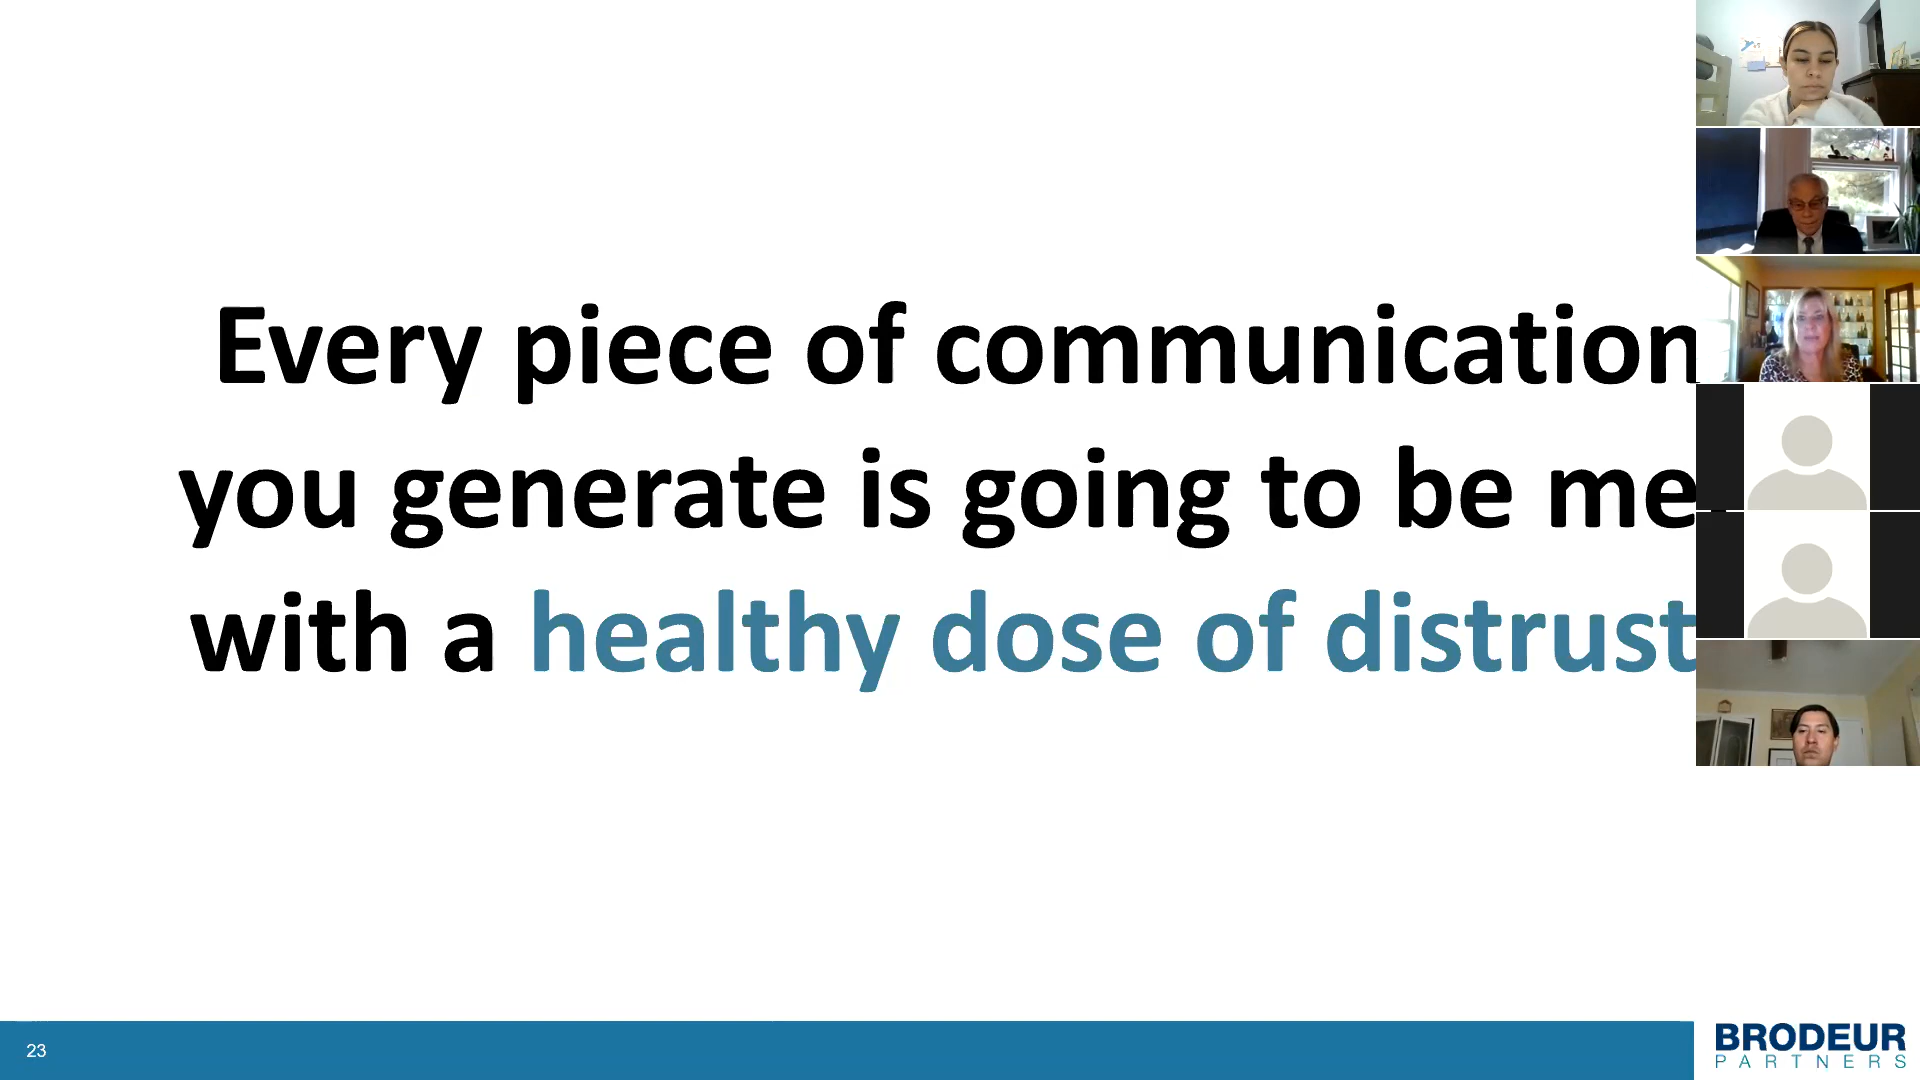 Every piece of communication
you generate is going to be me
with a healthy dose of distrust
23
BRODEUR
PARTNERS